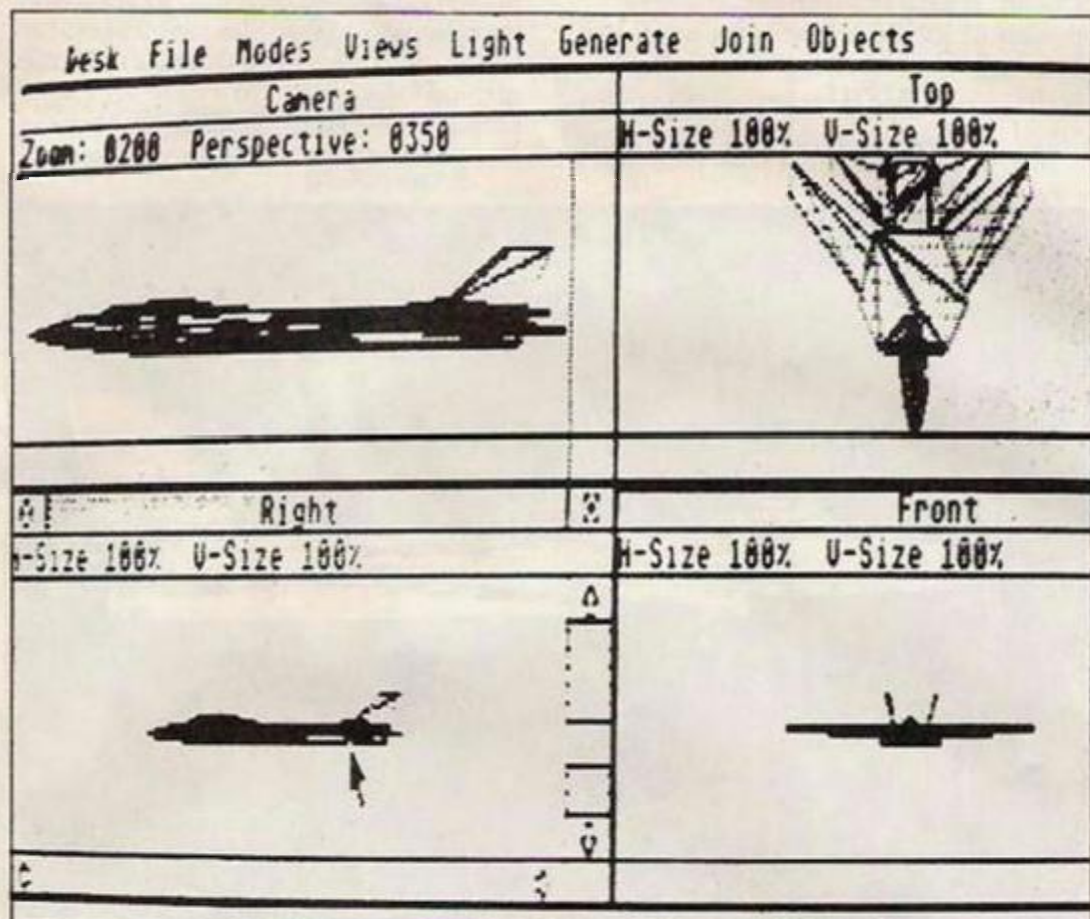 Desk File Modes Views Light Generate Join Objects
Camera
Zoom: 0200 Perspective: 0350
Top
H-Size 100% V-Size 100%
Right
H-Size 100% V-Size 100%
Front
H-Size 100% V-Size 100%